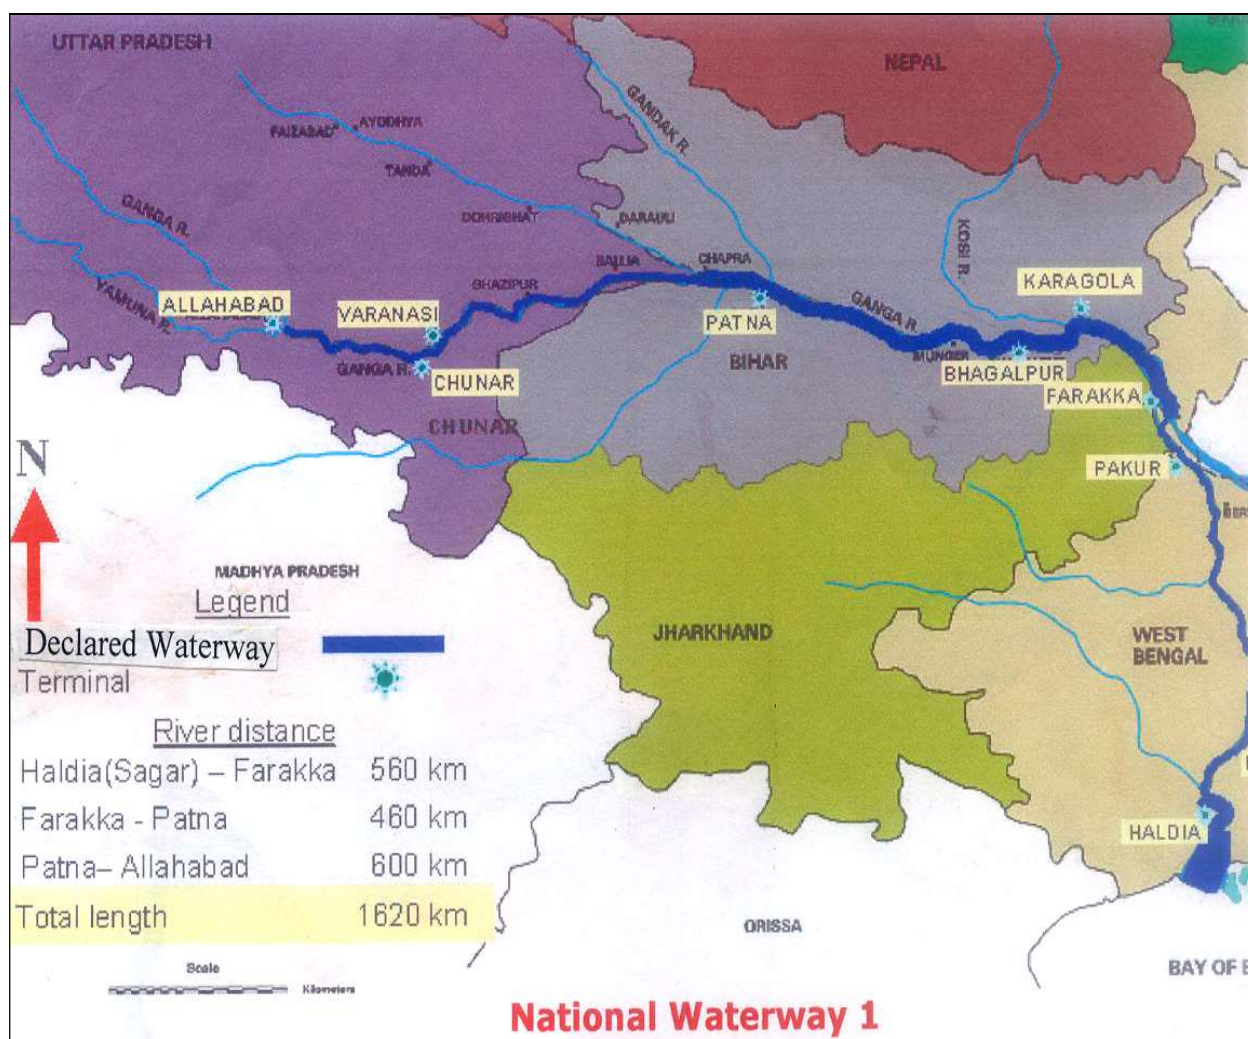 UTTAR PRADESH
NEPAL
GANDAK R.
FAIZABAD
AYODHYA
TANDA
DOHRIGHAT
DARAULI
GANGA R.
YAMUNA R.
BALLIA
CHAPRA
GHAZIPUR
KOSI R.
ALLAHABAD
VARANASI
KARAGOLA
PATNA
GANGA R.
MUNGER
BIHAR
BHAGALPUR
GANGA R.
CHUNAR
FARAKKA
CHUNAR
PAKUR
N
MADHYA PRADESH
Legend
Declared Waterway
Terminal
JHARKHAND
WEST
BENGAL
River distance
Haldia(Sagar) – Farakka 560 km
Farakka - Patna 460 km
Patna– Allahabad 600 km
Total length 1620 km
HALDIA
ORISSA
BAY OF
Scale
Kilometers
National Waterway 1